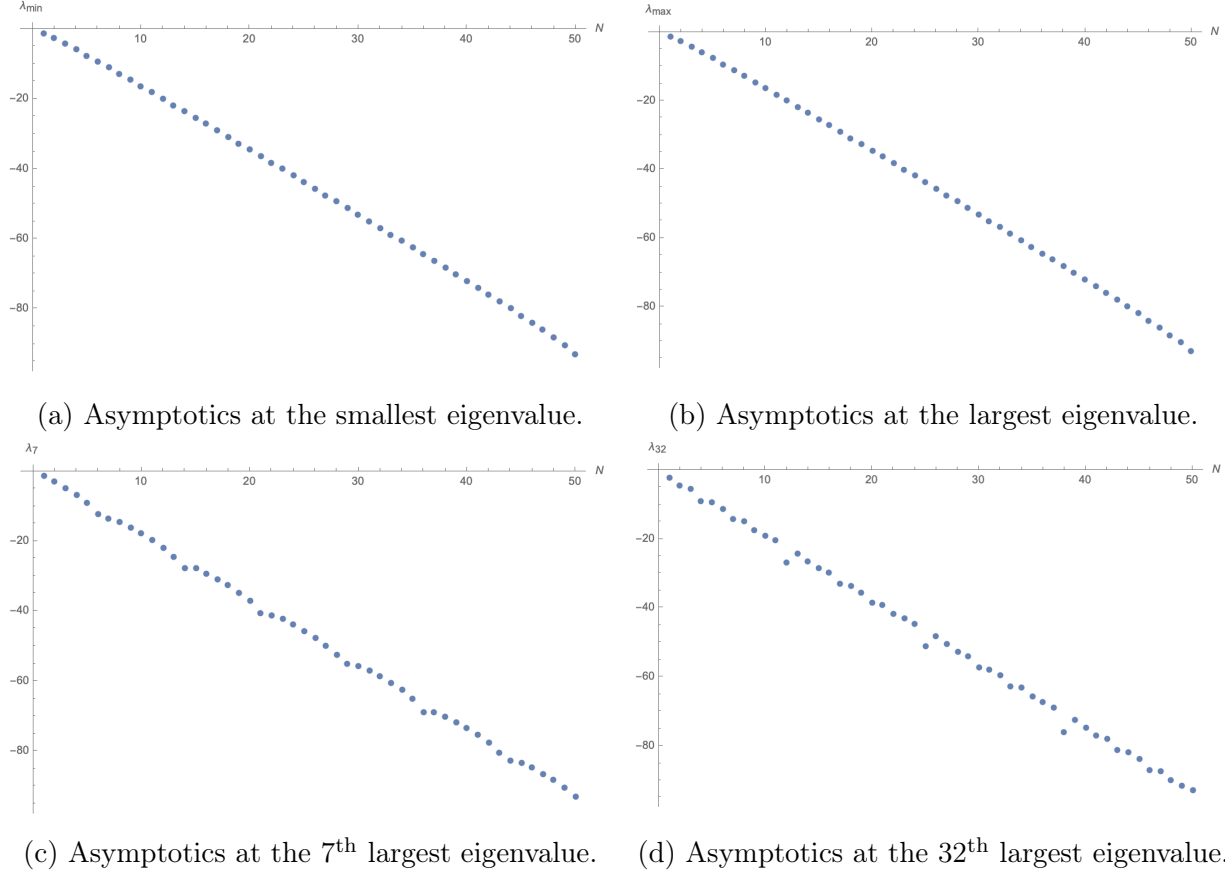 λmin
N
10 20 30 40 50
-20
-40
-60
-80
(a) Asymptotics at the smallest eigenvalue.
λmax
N
10 20 30 40 50
-20
-40
-60
-80
(b) Asymptotics at the largest eigenvalue.
λ7
N
10 20 30 40 50
-20
-40
-60
-80
(c) Asymptotics at the 7th largest eigenvalue.
λ32
N
10 20 30 40 50
-20
-40
-60
-80
(d) Asymptotics at the 32th largest eigenvalue.